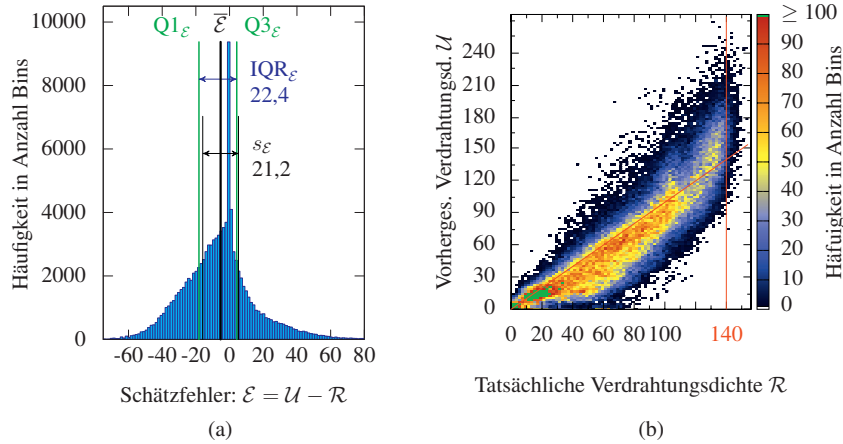 Q1ℰ ℰ̅ Q3ℰ
IQRℰ
22,4
sℰ
21,2
10000
8000
6000
4000
2000
0
-60 -40 -20 0 20 40 60 80
Häufigkeit in Anzahl Bins
Schätzfehler: ℰ = 𝒰 − ℛ
(a)
240
210
180
150
120
90
60
30
0
0 20 40 60 80 100 140
Vorherges. Verdrahtungsd. 𝒰
Tatsächliche Verdrahtungsdichte ℛ
≥ 100
90
80
70
60
50
40
30
20
10
0
Häfuigkeit in Anzahl Bins
(b)